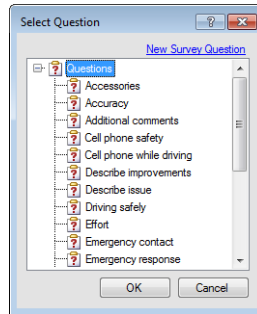 Select Question
New Survey Question
Questions
Accessories
Accuracy
Additional comments
Cell phone safety
Cell phone while driving
Describe improvements
Describe issue
Driving safely
Effort
Emergency contact
Emergency response
OK Cancel